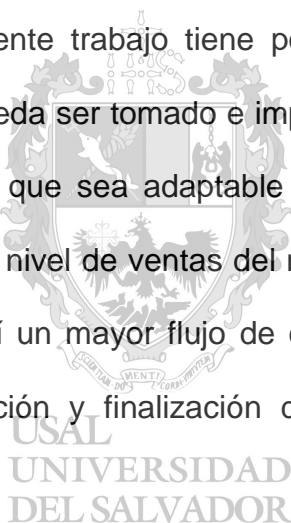 ente trabajo tiene p
eda ser tomado e imp
que sea adaptable
nivel de ventas del
í un mayor flujo de
ción y finalización
USAL
UNIVERSIDAD
DEL SALVADOR